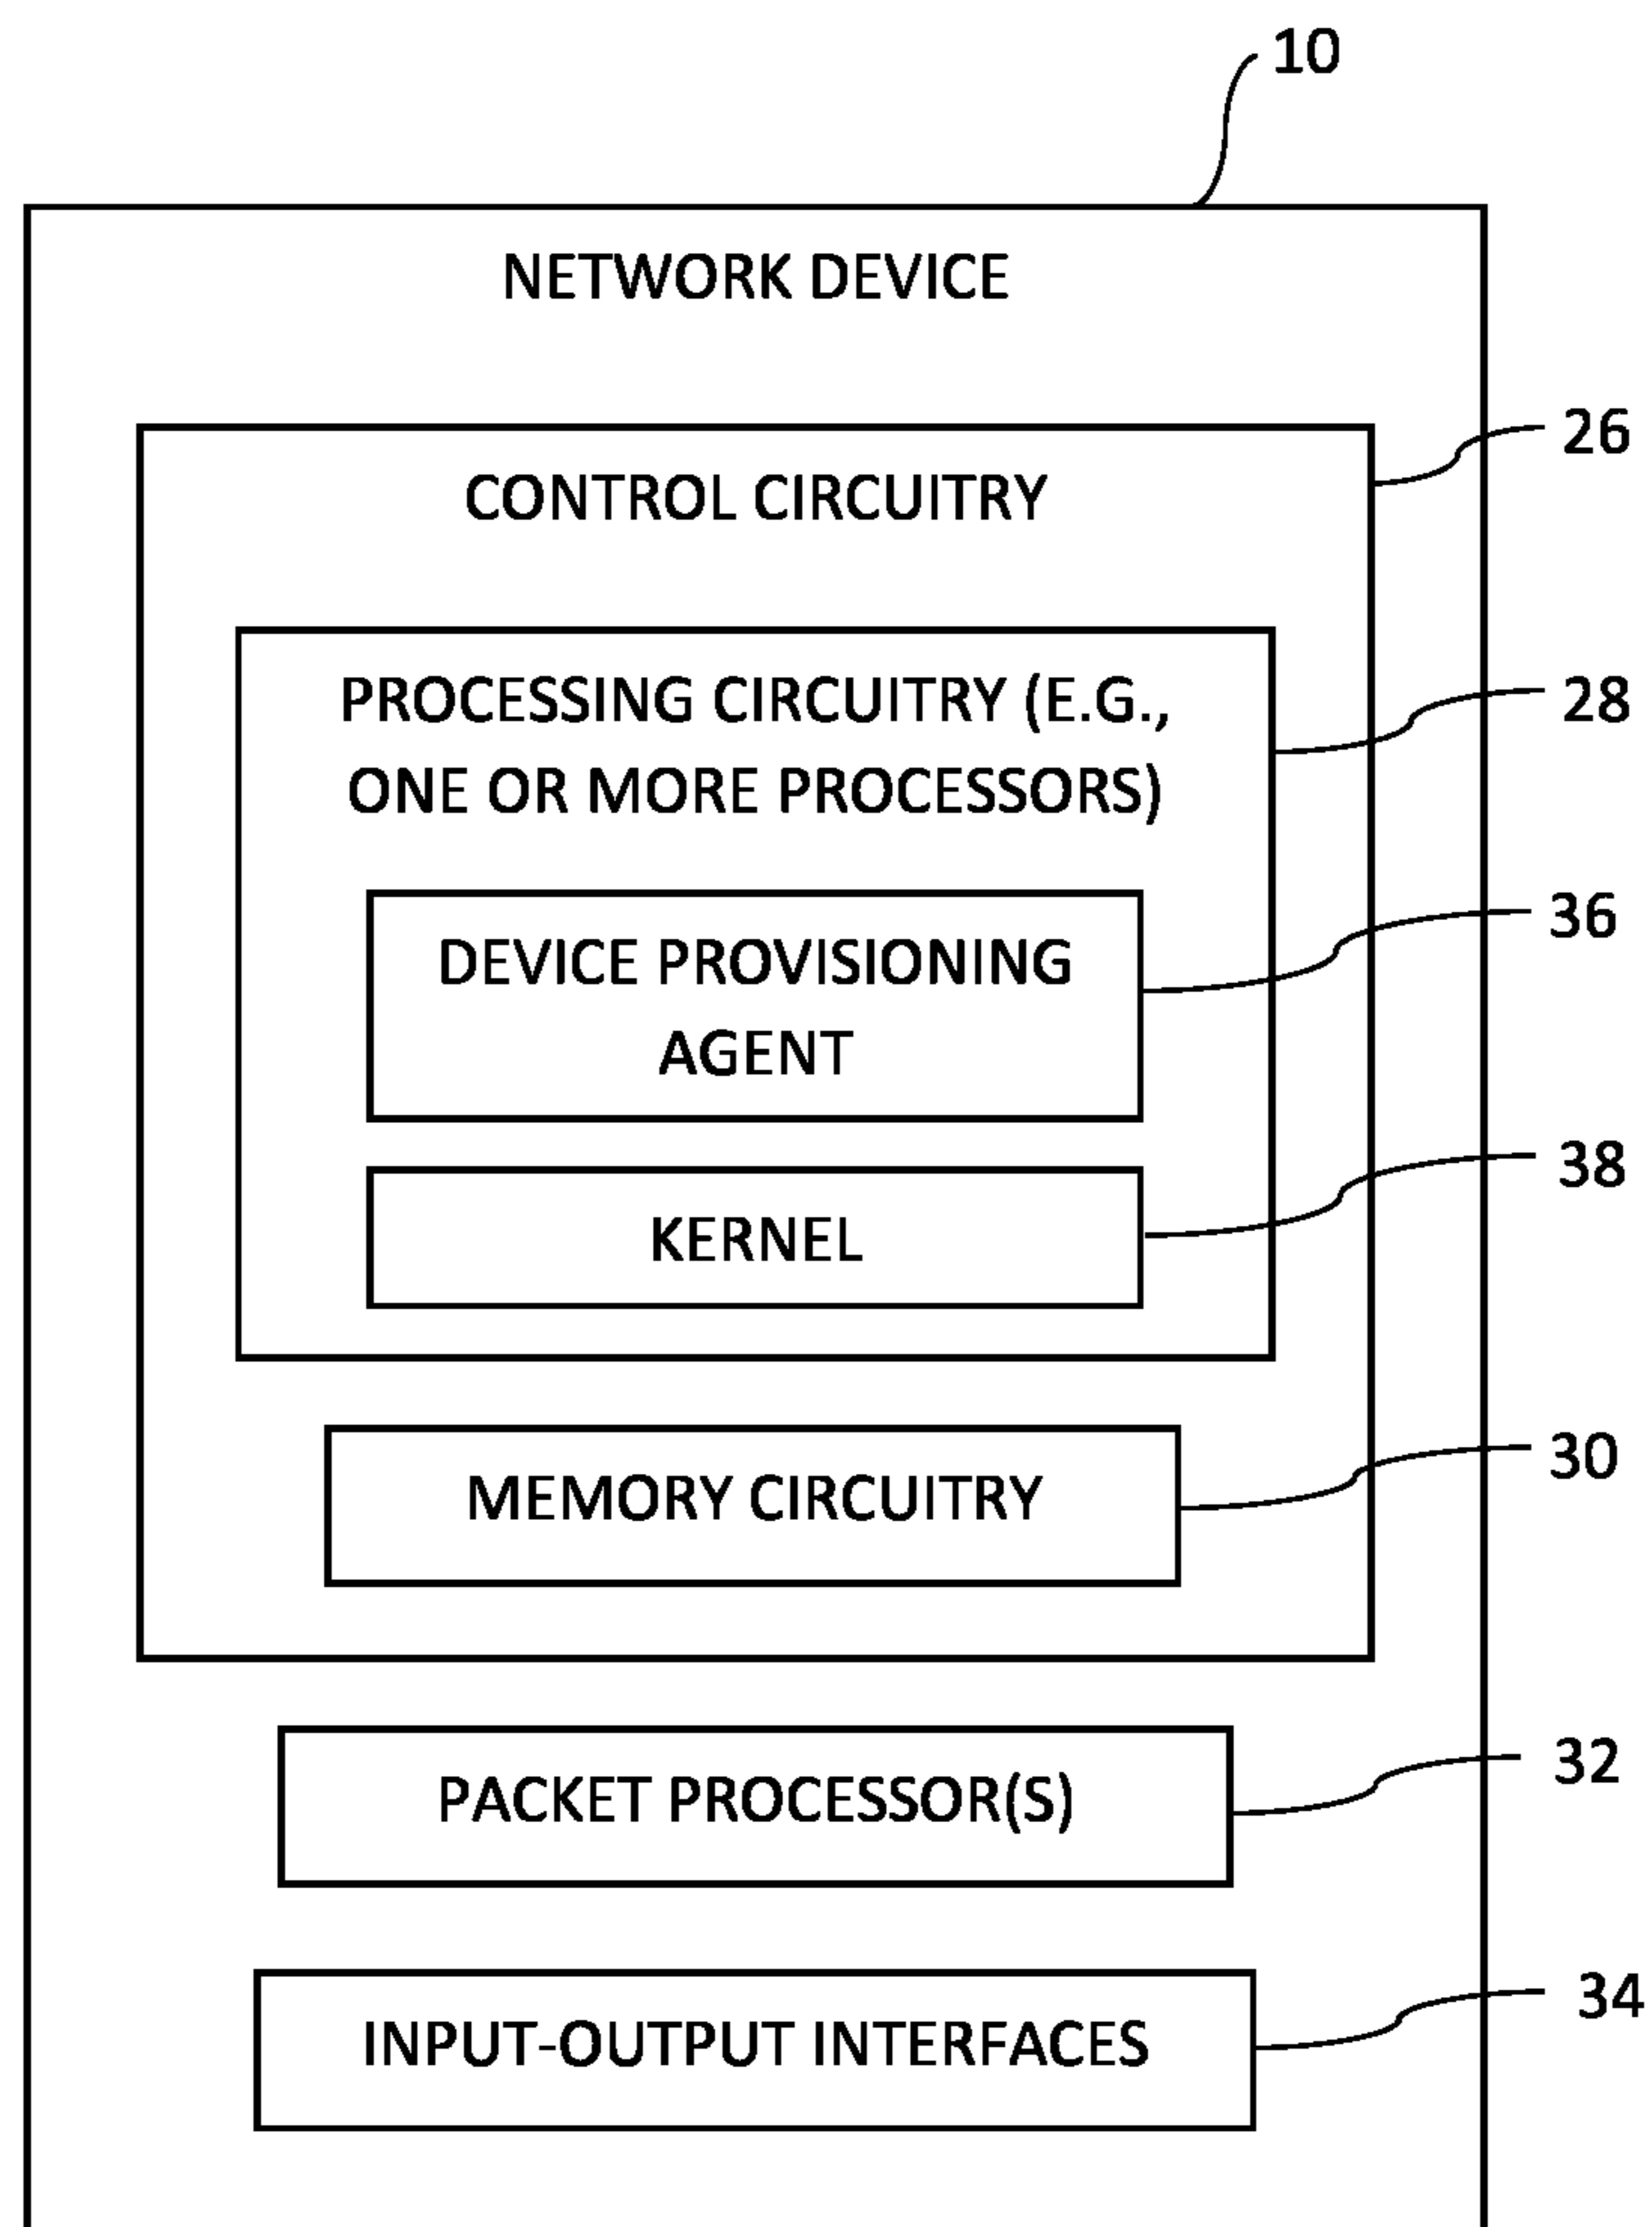 10
NETWORK DEVICE
26
CONTROL CIRCUITRY
28
PROCESSING CIRCUITRY (E.G.,
ONE OR MORE PROCESSORS)
36
DEVICE PROVISIONING
AGENT
38
KERNEL
30
MEMORY CIRCUITRY
32
PACKET PROCESSOR(S)
34
INPUT-OUTPUT INTERFACES